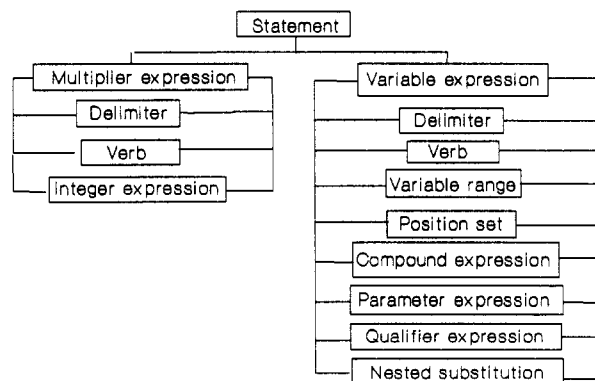 Statement
Multiplier expression
Delimiter
Verb
Integer expression
Variable expression
Delimiter
Verb
Variable range
Position set
Compound expression
Parameter expression
Qualifier expression
Nested substitution